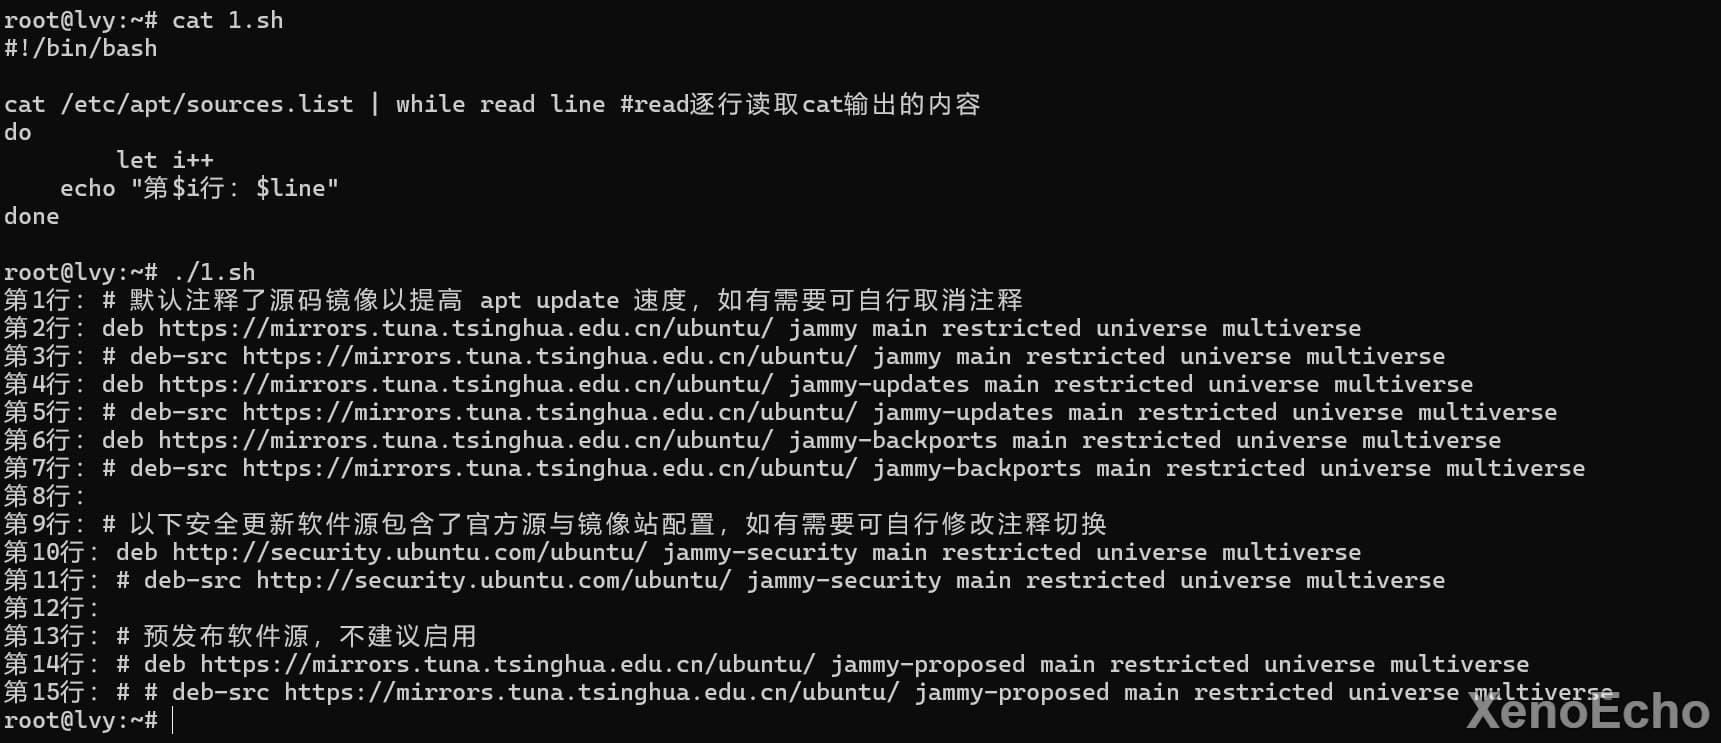 root@lvy:~# cat 1.sh
#!/bin/bash
cat /etc/apt/sources.list | while read line #read逐行读取cat输出的内容
do
        let i++
    echo "第$i行: $line"
done
root@lvy:~# ./1.sh
第1行: # 默认注释了源码镜像以提高 apt update 速度，如有需要可自行取消注释
第2行: deb https://mirrors.tuna.tsinghua.edu.cn/ubuntu/ jammy main restricted universe multiverse
第3行: # deb-src https://mirrors.tuna.tsinghua.edu.cn/ubuntu/ jammy main restricted universe multiverse
第4行: deb https://mirrors.tuna.tsinghua.edu.cn/ubuntu/ jammy-updates main restricted universe multiverse
第5行: # deb-src https://mirrors.tuna.tsinghua.edu.cn/ubuntu/ jammy-updates main restricted universe multiverse
第6行: deb https://mirrors.tuna.tsinghua.edu.cn/ubuntu/ jammy-backports main restricted universe multiverse
第7行: # deb-src https://mirrors.tuna.tsinghua.edu.cn/ubuntu/ jammy-backports main restricted universe multiverse
第8行:
第9行: # 以下安全更新软件源包含了官方源与镜像站配置，如有需要可自行修改注释切换
第10行: deb http://security.ubuntu.com/ubuntu/ jammy-security main restricted universe multiverse
第11行: # deb-src http://security.ubuntu.com/ubuntu/ jammy-security main restricted universe multiverse
第12行:
第13行: # 预发布软件源，不建议启用
第14行: # deb https://mirrors.tuna.tsinghua.edu.cn/ubuntu/ jammy-proposed main restricted universe multiverse
第15行: # # deb-src https://mirrors.tuna.tsinghua.edu.cn/ubuntu/ jammy-proposed main restricted universe multiverse
root@lvy:~#
XenoEcho